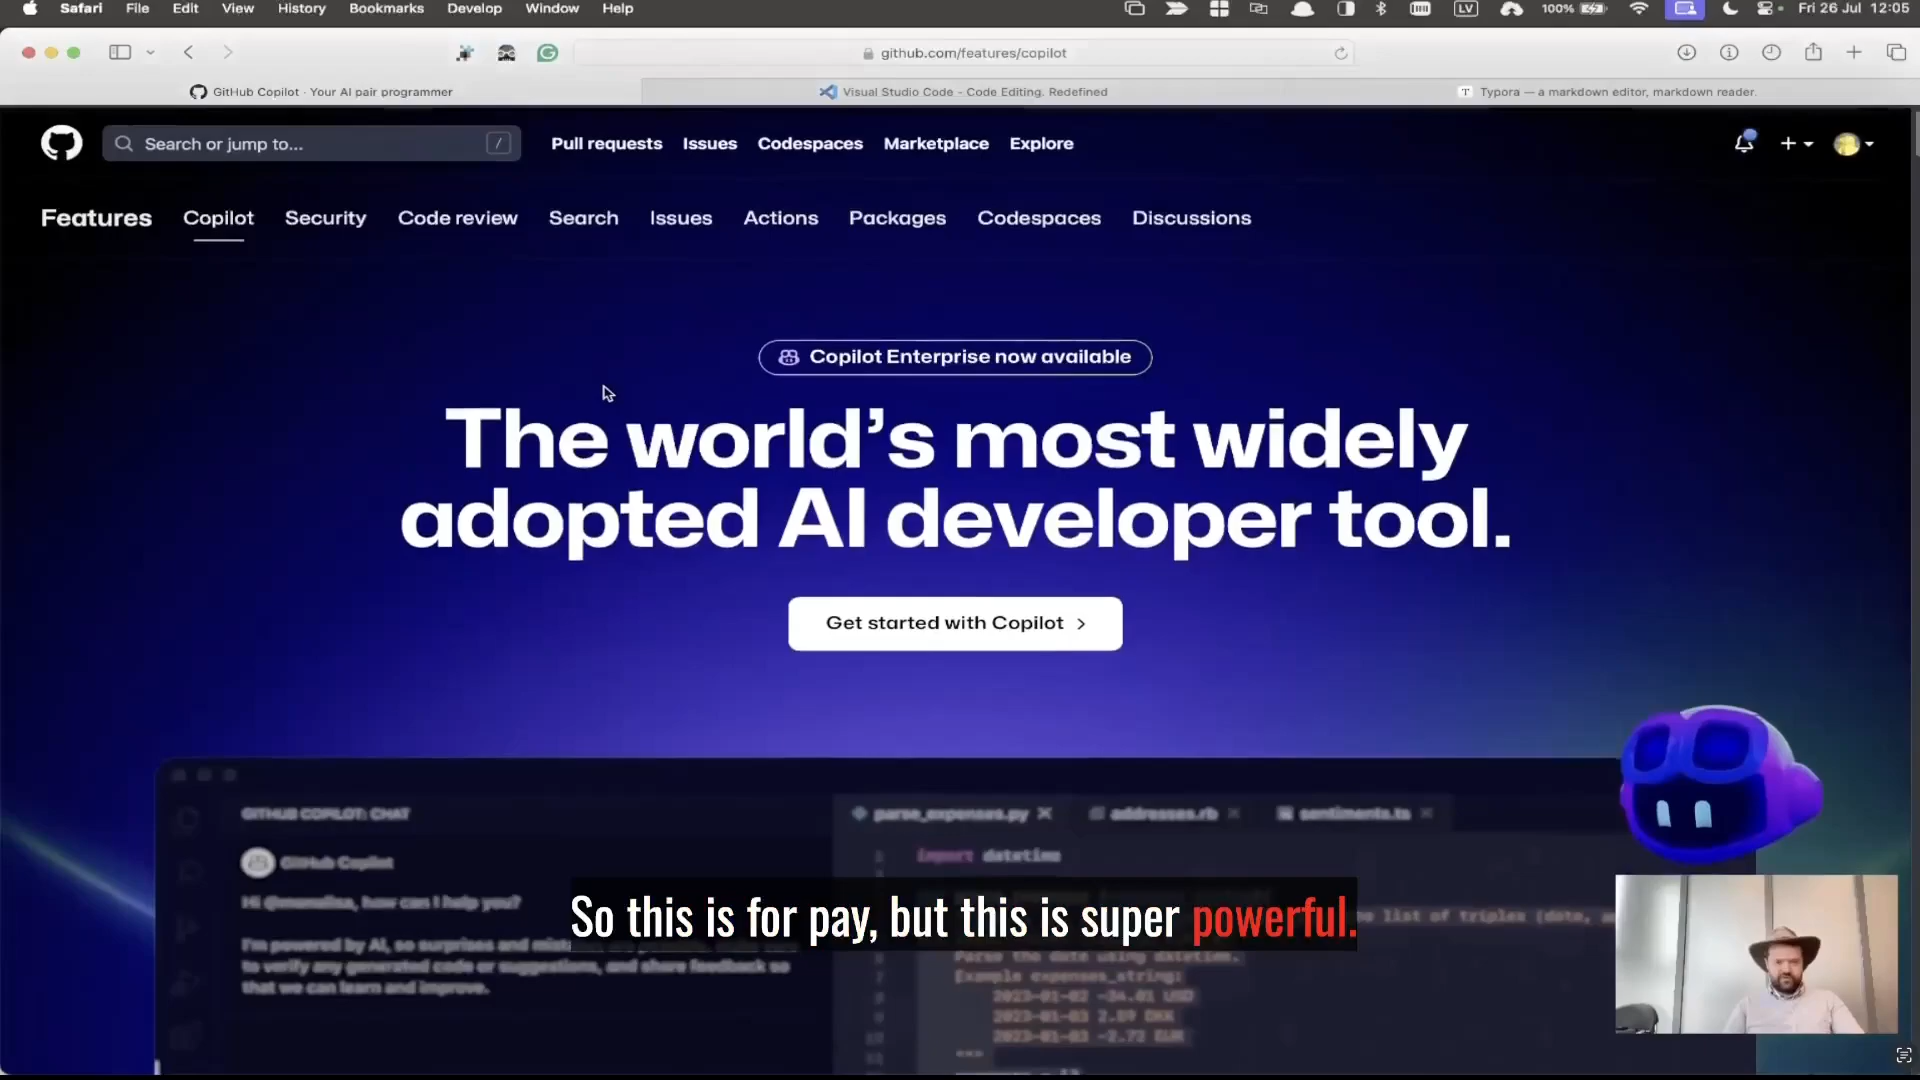 Safari File Edit View History Bookmarks Develop Window Help LV 100% Fri 26 Jul 12:05
github.com/features/copilot
GitHub Copilot · Your AI pair programmer Visual Studio Code - Code Editing. Redefined T Typora — a markdown editor, markdown reader.
Search or jump to... / Pull requests Issues Codespaces Marketplace Explore
Features Copilot Security Code review Search Issues Actions Packages Codespaces Discussions
Copilot Enterprise now available
The world's most widely
adopted AI developer tool.
Get started with Copilot
GITHUB COPILOT: CHAT parse_expenses.py addresses.rb sentiments.ts
import datetime
GitHub Copilot
Hi @monalisa, how can I help you?
list of triples (date,
So this is for pay, but this is super powerful.
I'm powered by AI, so surprises and
to verify any generated code or suggestions, and share feedback so
that we can learn and improve.
Parse the date using datetime.
Example expenses_string:
2023-01-02 -34.01 USD
2023-01-03 2.59 DKK
2023-01-03 -2.72 EUR
"""